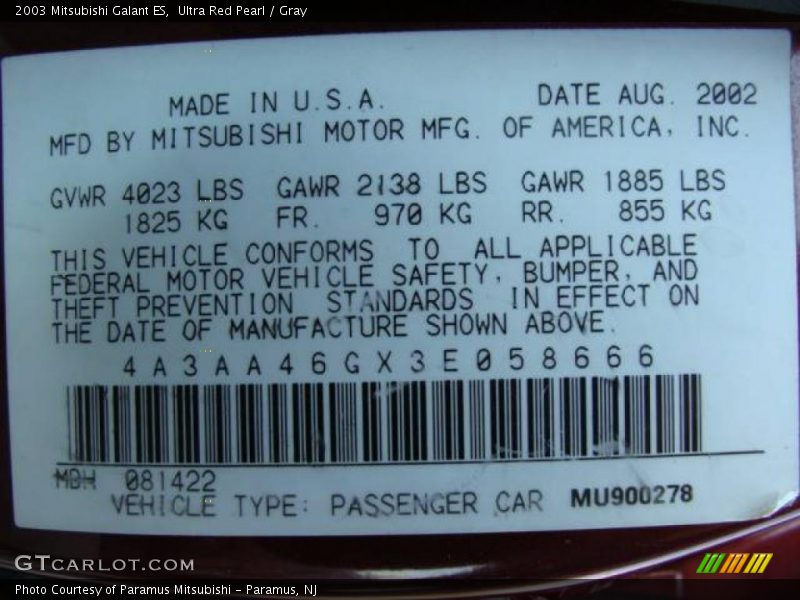 2003 Mitsubishi Galant ES, Ultra Red Pearl / Gray
MADE IN U.S.A. DATE AUG. 2002
MFD BY MITSUBISHI MOTOR MFG. OF AMERICA, INC.
GVWR 4023 LBS GAWR 2138 LBS GAWR 1885 LBS
1825 KG FR. 970 KG RR. 855 KG
THIS VEHICLE CONFORMS TO ALL APPLICABLE
FEDERAL MOTOR VEHICLE SAFETY, BUMPER, AND
THEFT PREVENTION STANDARDS IN EFFECT ON
THE DATE OF MANUFACTURE SHOWN ABOVE.
4A3AA46GX3E058666
MDH 081422
VEHICLE TYPE: PASSENGER CAR MU900278
GTCARLOT.COM
Photo Courtesy of Paramus Mitsubishi - Paramus, NJ